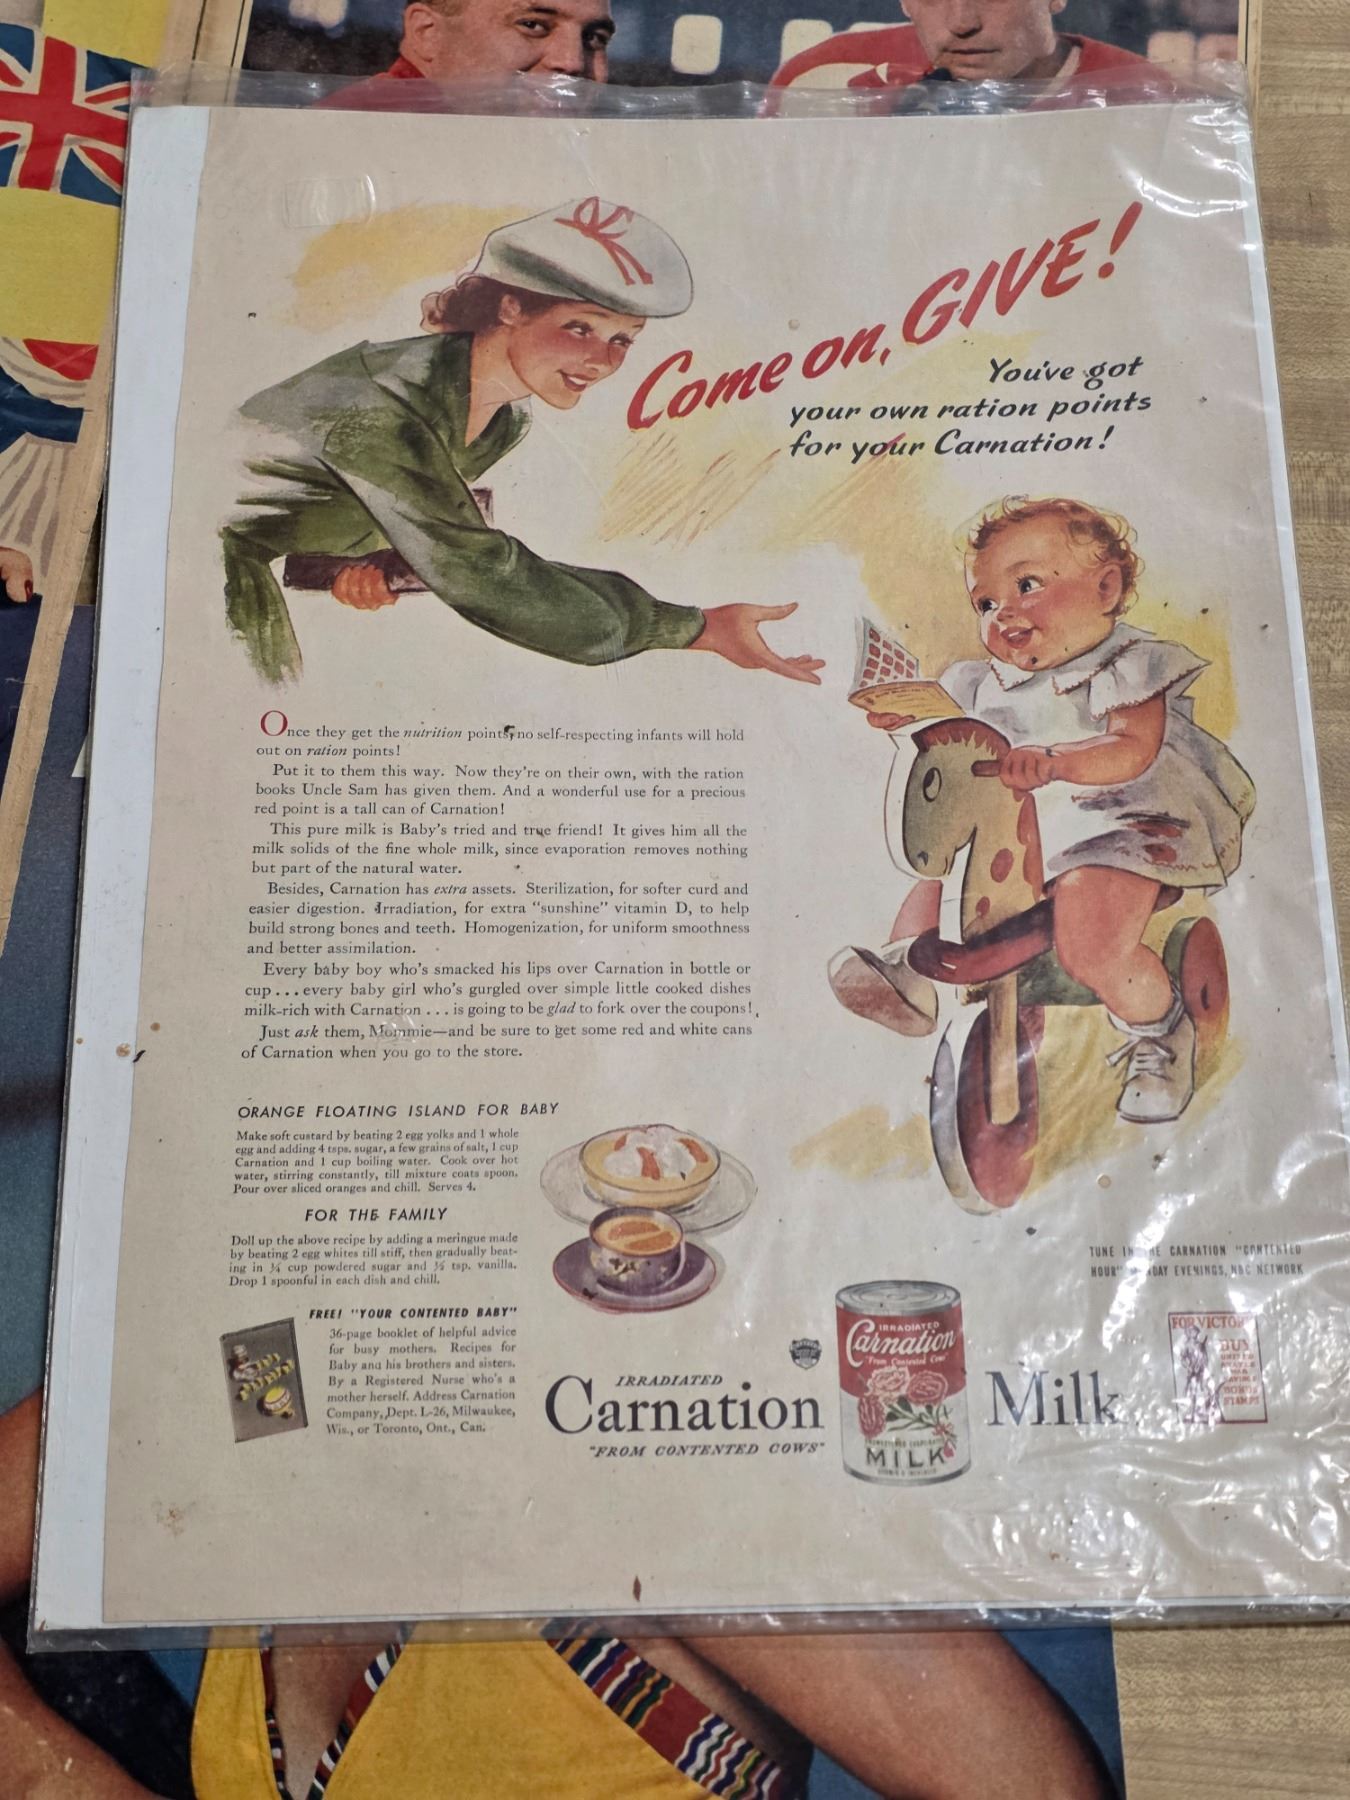 Come on, GIVE!
You've got
your own ration points
for your Carnation!
Once they get the nutrition points, no self-respecting infants will hold
out on ration points!
Put it to them this way. Now they're on their own, with the ration
books Uncle Sam has given them. And a wonderful use for a precious
red point is a tall can of Carnation!
This pure milk is Baby's tried and true friend! It gives him all the
milk solids of the fine whole milk, since evaporation removes nothing
but part of the natural water.
Besides, Carnation has extra assets. Sterilization, for softer curd and
easier digestion. Irradiation, for extra "sunshine" vitamin D, to help
build strong bones and teeth. Homogenization, for uniform smoothness
and better assimilation.
Every baby boy who's smacked his lips over Carnation in bottle or
cup . . . every baby girl who's gurgled over simple little cooked dishes
milk-rich with Carnation . . . is going to be glad to fork over the coupons!
Just ask them, Mommie—and be sure to get some red and white cans
of Carnation when you go to the store.
ORANGE FLOATING ISLAND FOR BABY
Make soft custard by beating 2 egg yolks and 1 whole
egg and adding 4 tsps. sugar, a few grains of salt, 1 cup
Carnation and 1 cup boiling water. Cook over hot
water, stirring constantly, till mixture coats spoon.
Pour over sliced oranges and chill. Serves 4.
FOR THE FAMILY
Doll up the above recipe by adding a meringue made
by beating 2 egg whites till stiff, then gradually beat-
ing in ¼ cup powdered sugar and ½ tsp. vanilla.
Drop 1 spoonful in each dish and chill.
FREE! "YOUR CONTENTED BABY"
36-page booklet of helpful advice
for busy mothers. Recipes for
Baby and his brothers and sisters.
By a Registered Nurse who's a
mother herself. Address Carnation
Company, Dept. L-26, Milwaukee,
Wis., or Toronto, Ont., Can.
TUNE IN THE CARNATION "CONTENTED
HOUR" EVENINGS, NBC NETWORK
IRRADIATED
Carnation
"FROM CONTENTED COWS"
IRRADIATED
Carnation
"From Contented Cows"
MILK
Milk
FOR VICTORY
BUY
UNITED
STATES
WAR
SAVINGS
BONDS
STAMPS